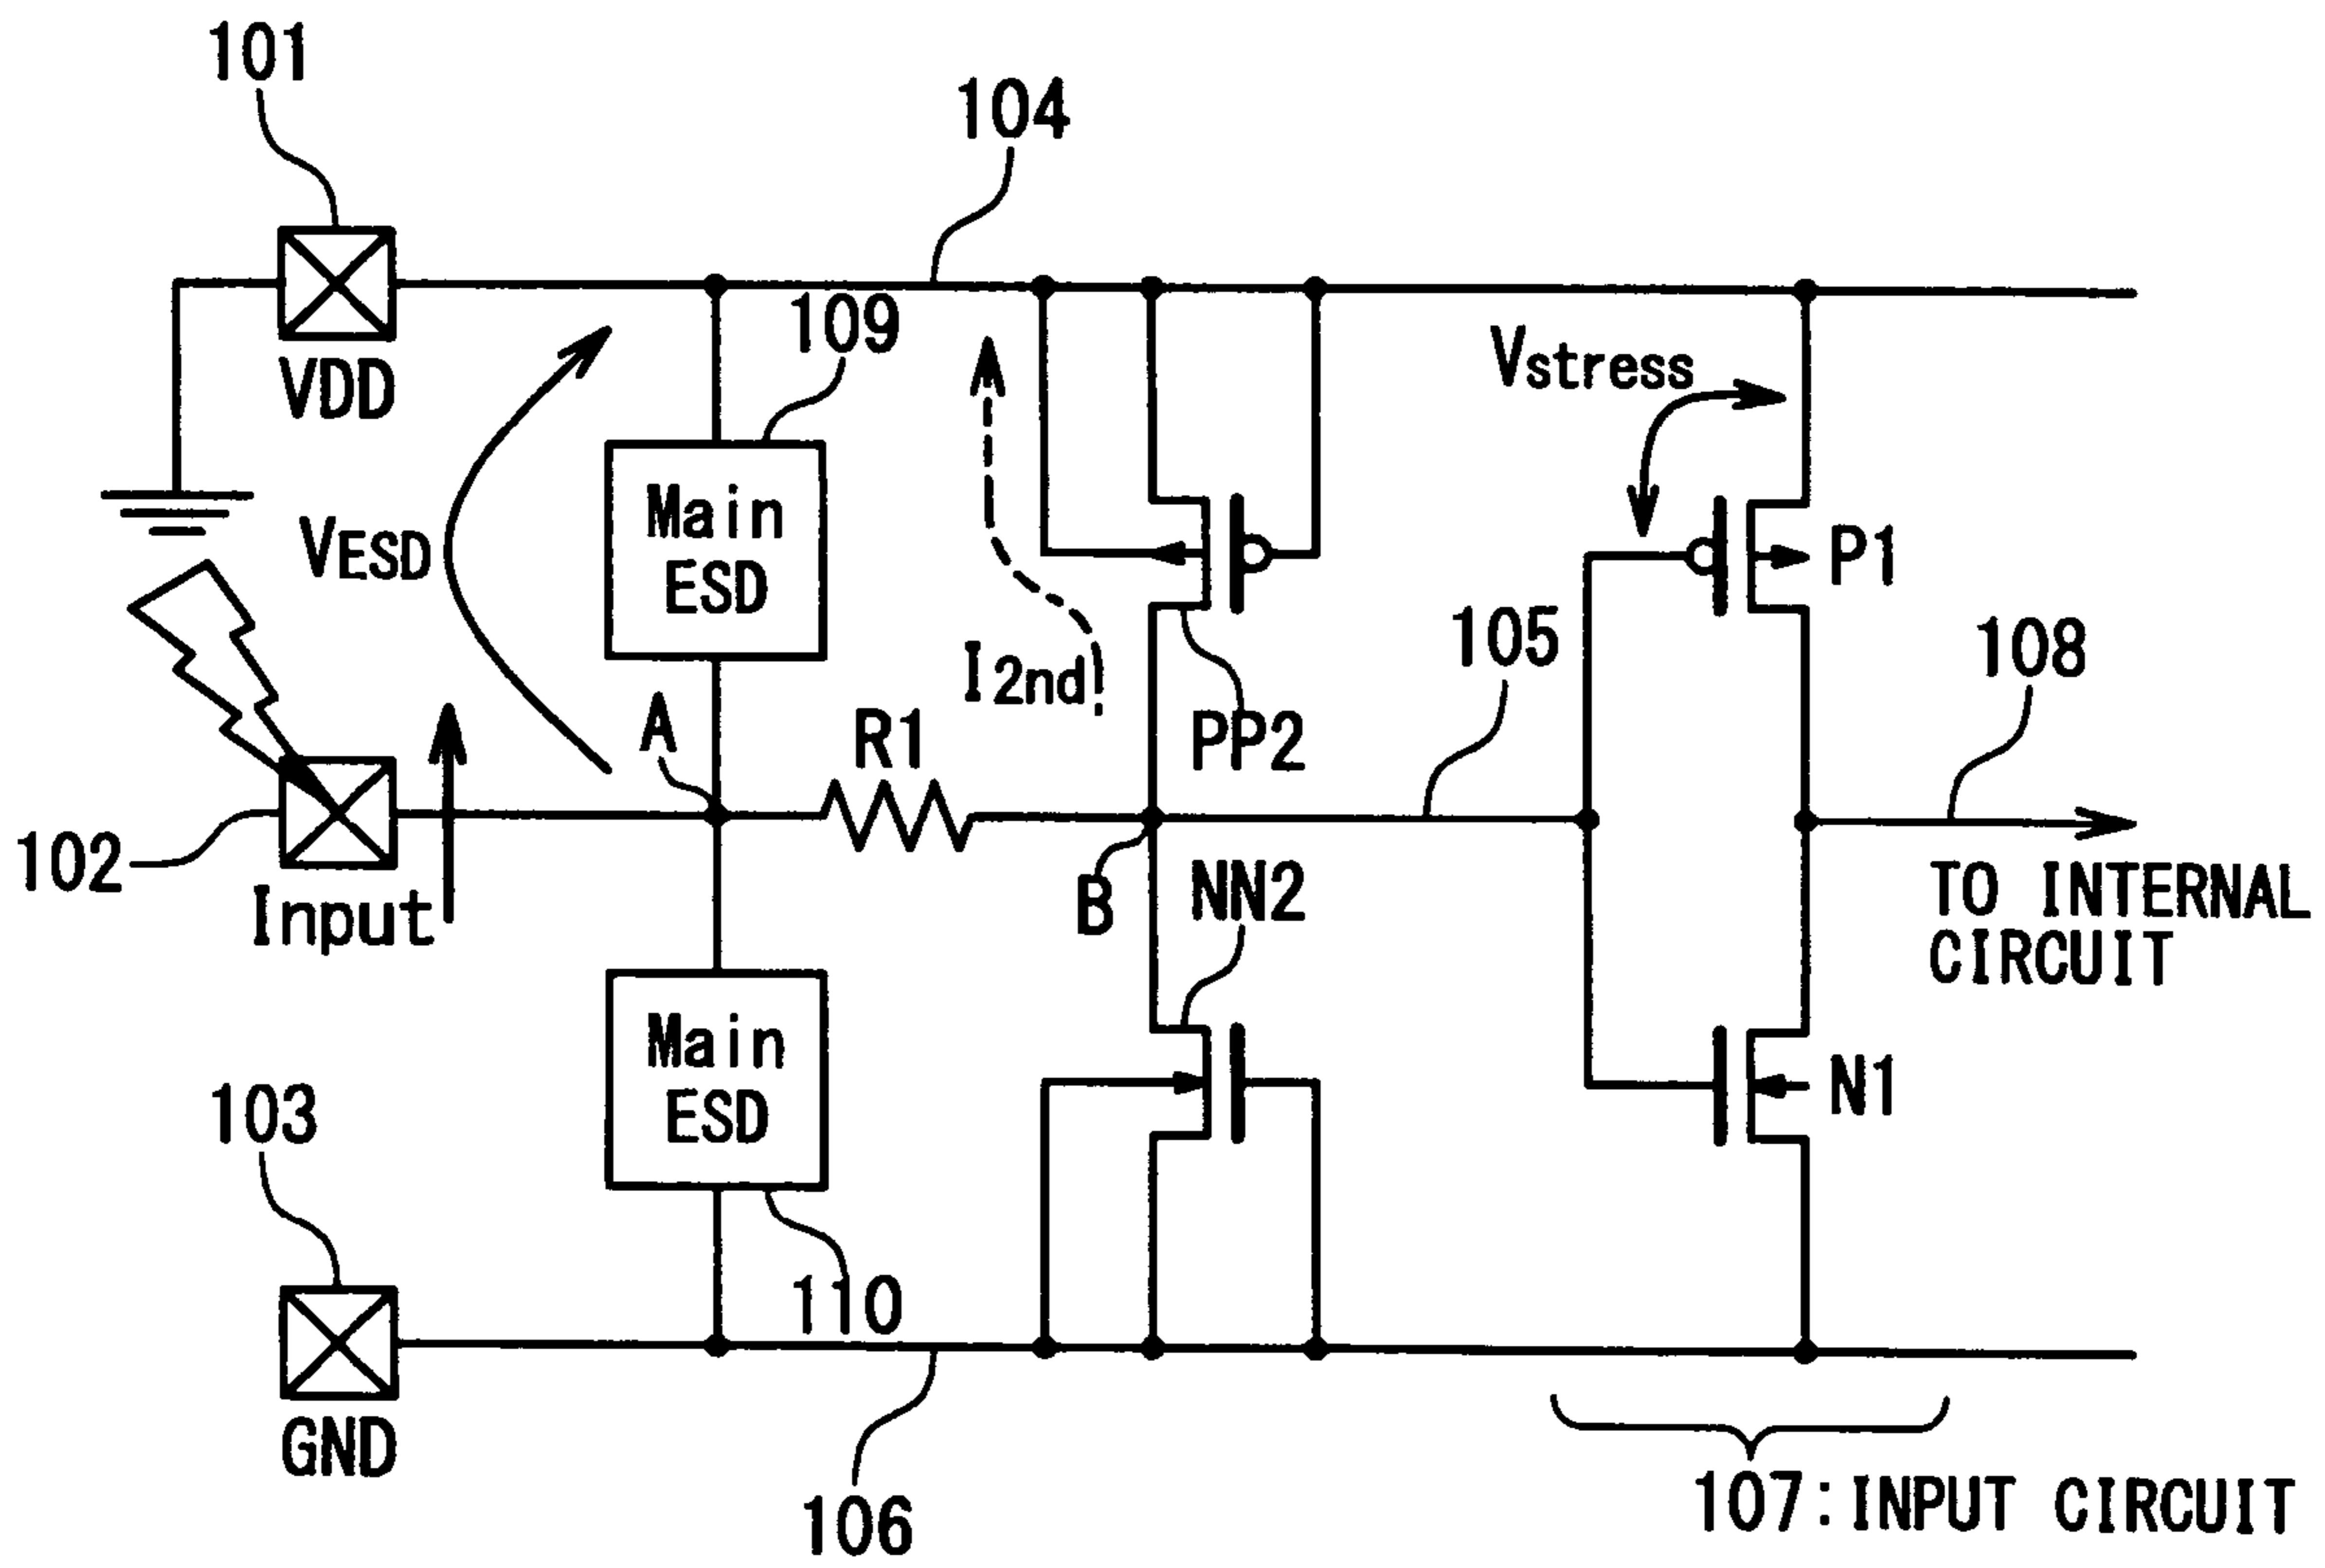 101
104
VDD
109
Vstress
Main
ESD
VESD
P1
I2nd
105
108
A
R1
PP2
102
Input
B
NN2
TO INTERNAL
CIRCUIT
Main
ESD
N1
103
110
GND
106
107:INPUT CIRCUIT